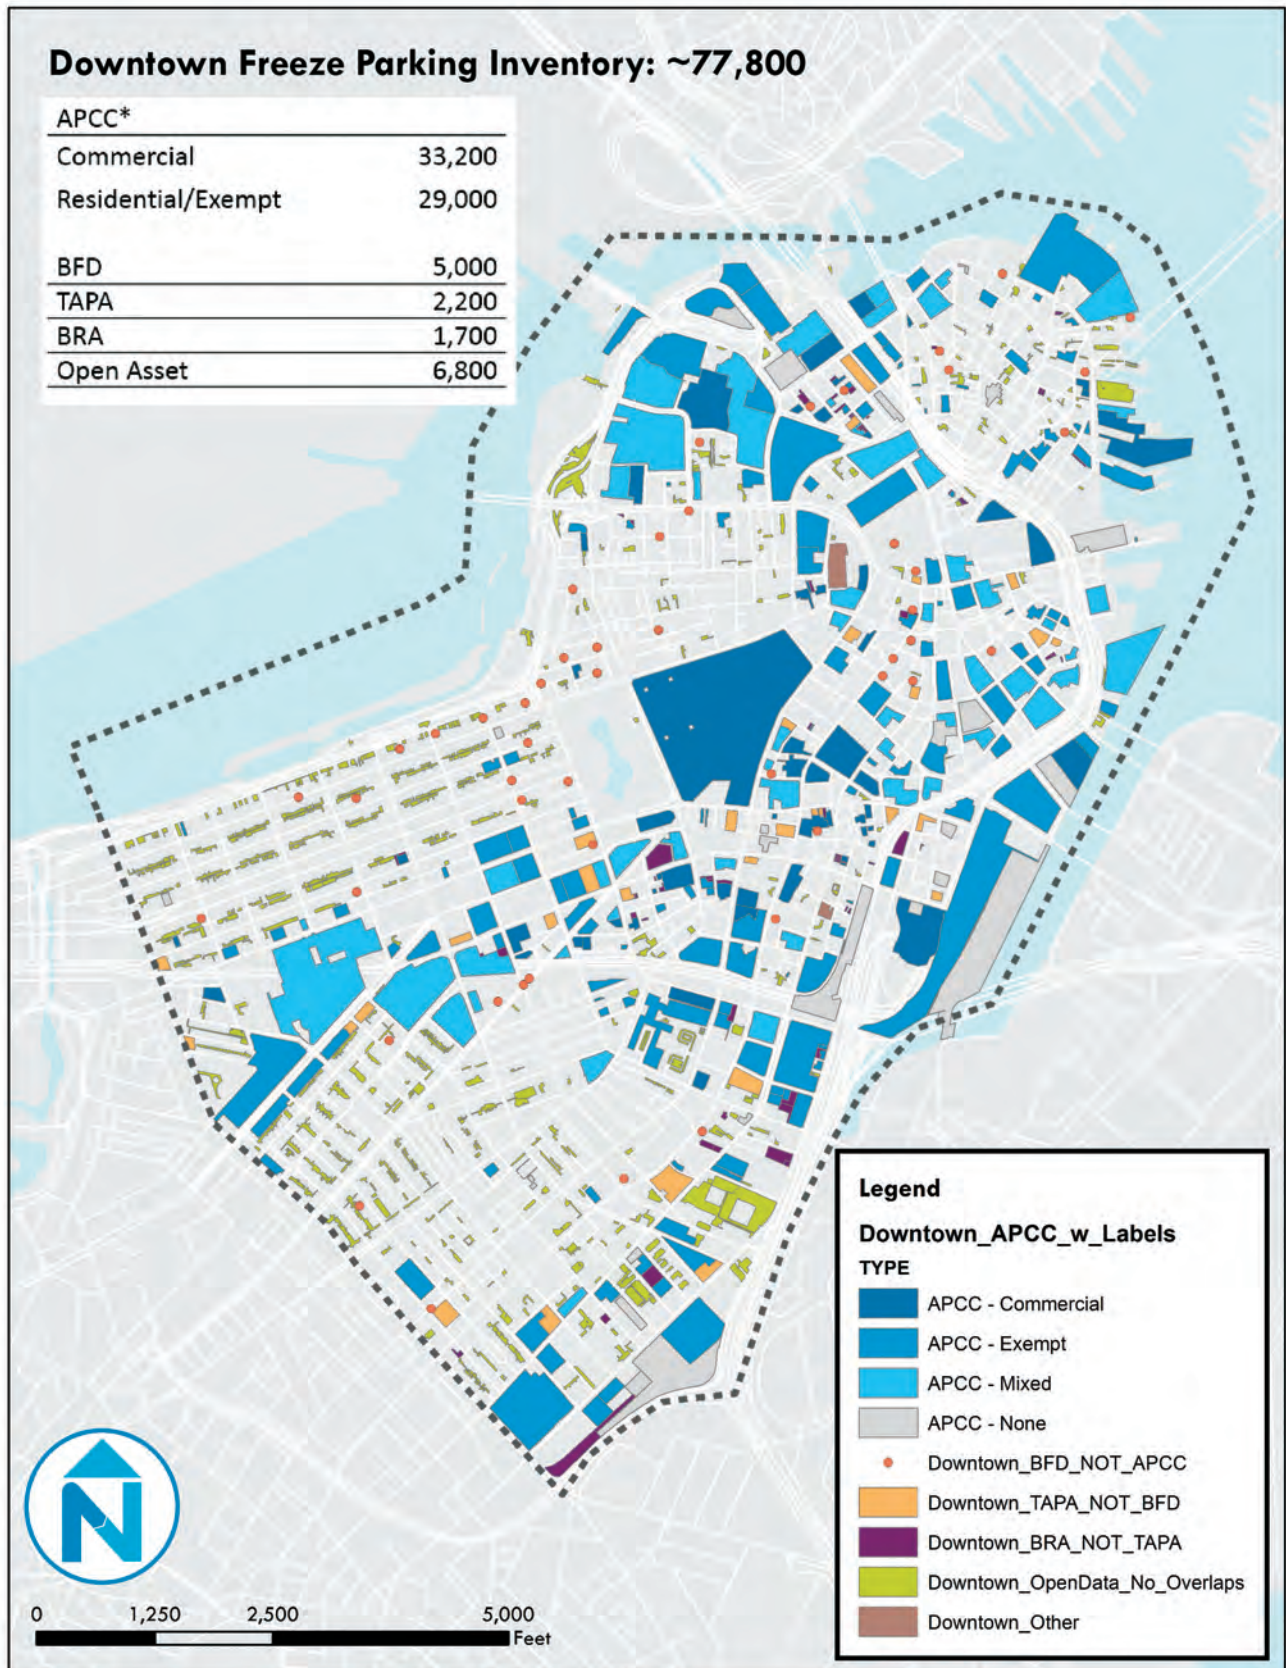 Downtown Freeze Parking Inventory: ~77,800
APCC*
Commercial 33,200
Residential/Exempt 29,000
BFD 5,000
TAPA 2,200
BRA 1,700
Open Asset 6,800
Legend
Downtown_APCC_w_Labels
TYPE
APCC - Commercial
APCC - Exempt
APCC - Mixed
APCC - None
Downtown_BFD_NOT_APCC
Downtown_TAPA_NOT_BFD
Downtown_BRA_NOT_TAPA
Downtown_OpenData_No_Overlaps
Downtown_Other
N
0 1,250 2,500 5,000
Feet